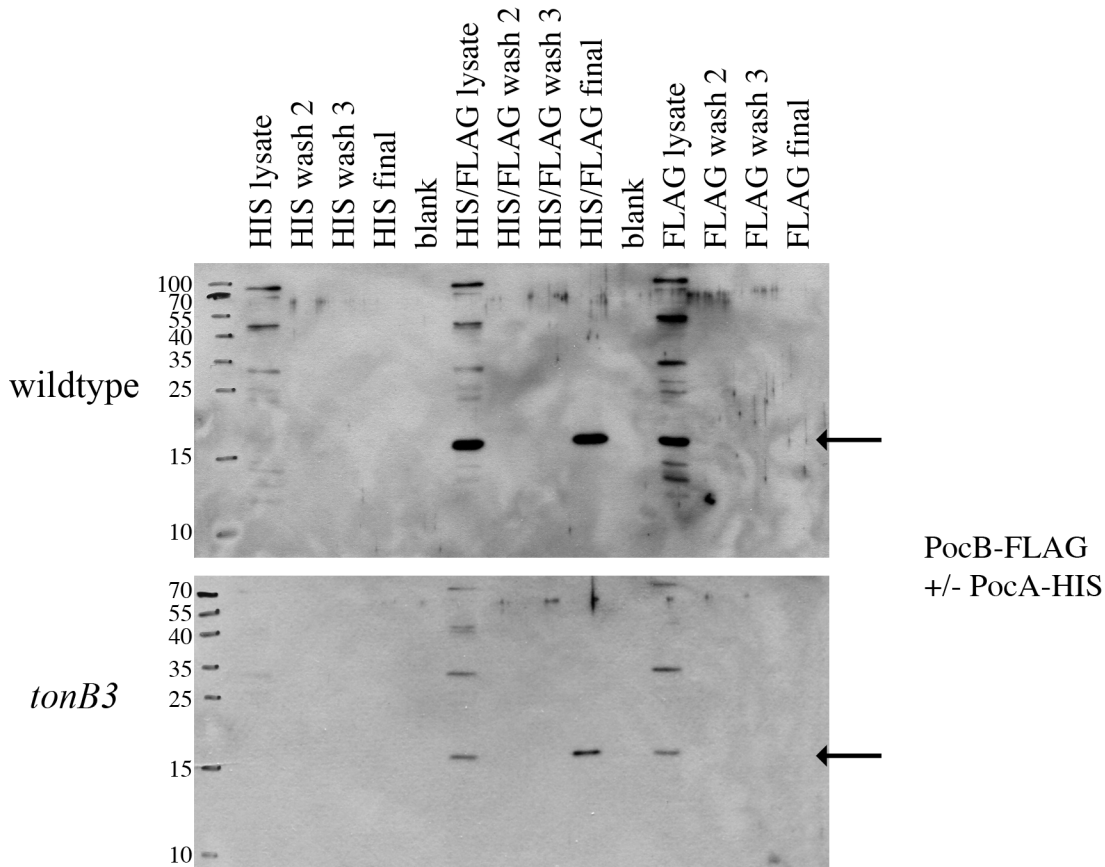 HIS lysate
HIS wash 2
HIS wash 3
HIS final
blank
HIS/FLAG lysate
HIS/FLAG wash 2
HIS/FLAG wash 3
HIS/FLAG final
blank
FLAG lysate
FLAG wash 2
FLAG wash 3
FLAG final
wildtype
100
70
55
40
35
25
15
10
PocB-FLAG
+/- PocA-HIS
tonB3
70
55
40
35
25
15
10